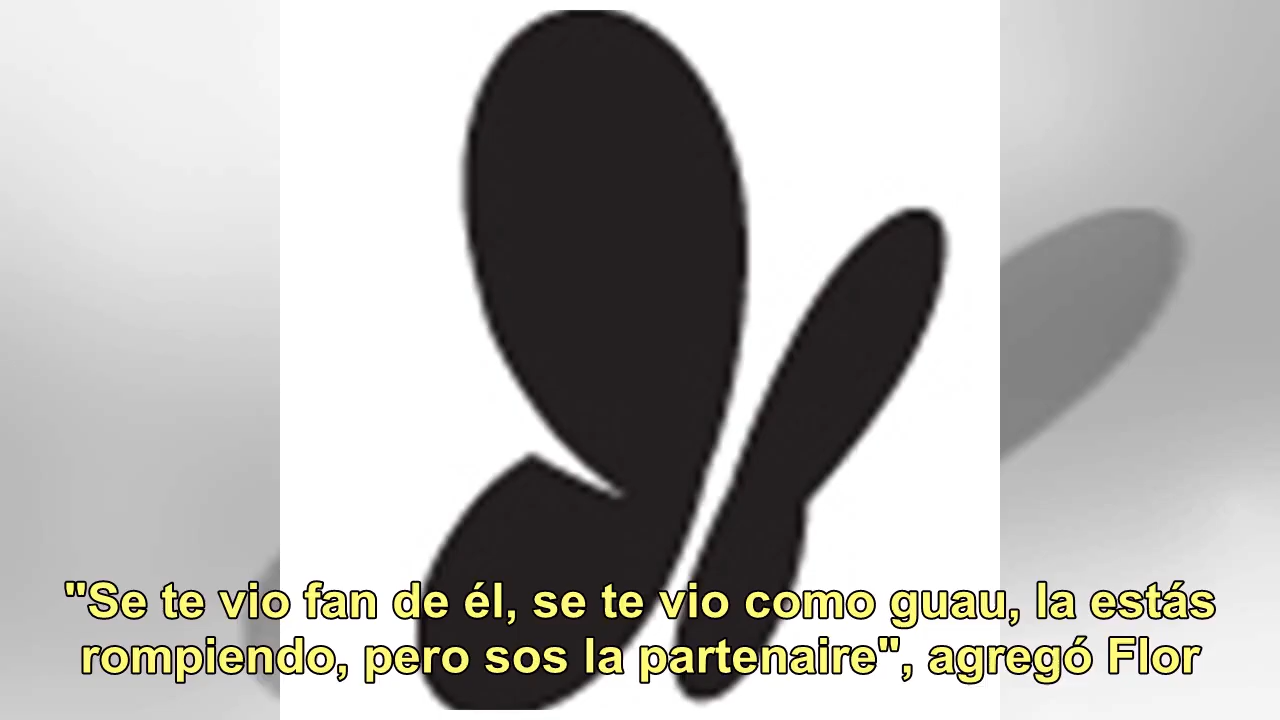 "Se te vio fan de él, se te vio como guau, la estás
rompiendo, pero sos la partenaire", agregó Flor